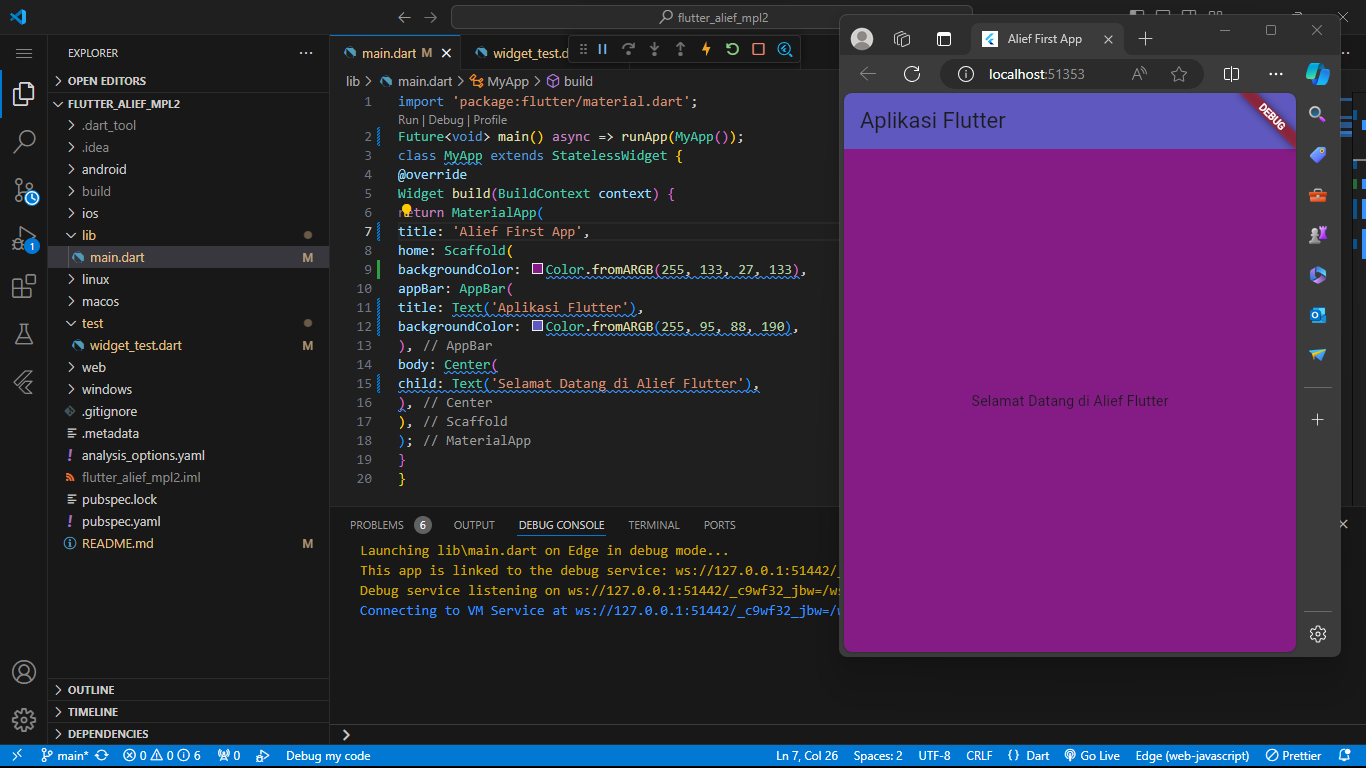 flutter_alief_mpl2
EXPLORER
OPEN EDITORS
FLUTTER_ALIEF_MPL2
.dart_tool
.idea
android
build
ios
lib
main.dart M
linux
macos
test
widget_test.dart M
web
windows
.gitignore
.metadata
analysis_options.yaml
flutter_alief_mpl2.iml
pubspec.lock
pubspec.yaml
README.md M
OUTLINE
TIMELINE
DEPENDENCIES
1
main.dart M
widget_test.d
lib > main.dart > MyApp > build
1 import 'package:flutter/material.dart';
Run | Debug | Profile
2 Future<void> main() async => runApp(MyApp());
3 class MyApp extends StatelessWidget {
4 @override
5 Widget build(BuildContext context) {
6 return MaterialApp(
7 title: 'Alief First App',
8 home: Scaffold(
9 backgroundColor: Color.fromARGB(255, 133, 27, 133),
10 appBar: AppBar(
11 title: Text('Aplikasi Flutter'),
12 backgroundColor: Color.fromARGB(255, 95, 88, 190),
13 ), // AppBar
14 body: Center(
15 child: Text('Selamat Datang di Alief Flutter'),
16 ), // Center
17 ), // Scaffold
18 ); // MaterialApp
19 }
20 }
PROBLEMS 6 OUTPUT DEBUG CONSOLE TERMINAL PORTS
Launching lib\main.dart on Edge in debug mode...
This app is linked to the debug service: ws://127.0.0.1:51442/_
Debug service listening on ws://127.0.0.1:51442/_c9wf32_jbw=/ws
Connecting to VM Service at ws://127.0.0.1:51442/_c9wf32_jbw=/w
Alief First App
localhost:51353
Aplikasi Flutter
DEBUG
Selamat Datang di Alief Flutter
main* 0 0 6 0 Debug my code Ln 7, Col 26 Spaces: 2 UTF-8 CRLF Dart Go Live Edge (web-javascript) Prettier